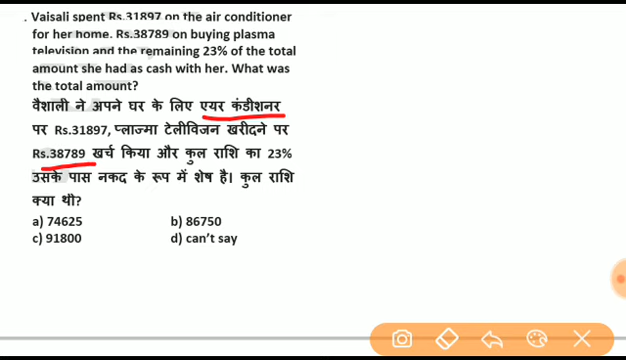 . Vaisali spent Rs.31897 on the air conditioner
for her home. Rs.38789 on buying plasma
television and the remaining 23% of the total
amount she had as cash with her. What was
the total amount?
वैशाली ने अपने घर के लिए एयर कंडीशनर
पर Rs.31897, प्लाज्मा टेलीविजन खरीदने पर
Rs.38789 खर्च किया और कुल राशि का 23%
उसके पास नकद के रूप में शेष है। कुल राशि
क्या थी?
a) 74625 b) 86750
c) 91800 d) can't say